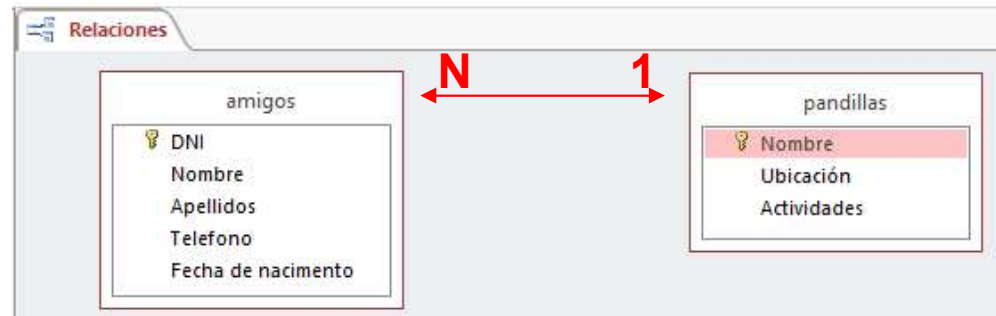 Relaciones
N 1
amigos
DNI
Nombre
Apellidos
Telefono
Fecha de nacimento
pandillas
Nombre
Ubicación
Actividades